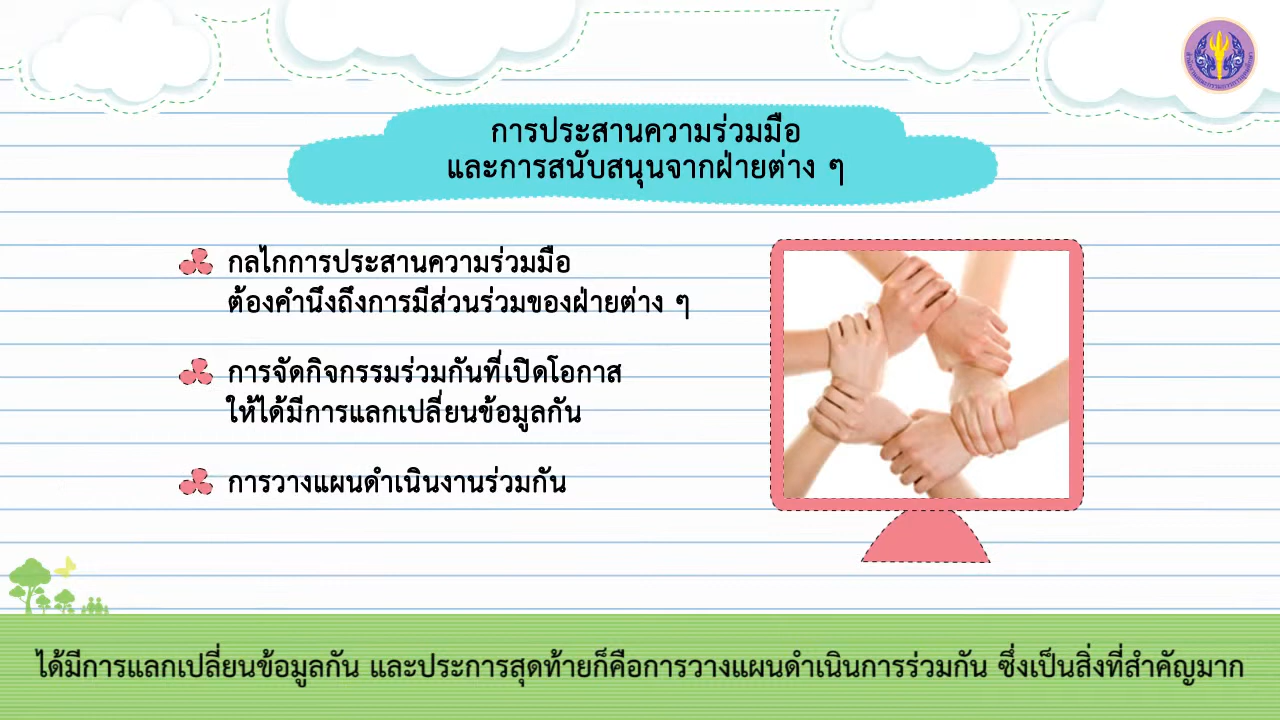 การประสานความร่วมมือ
และการสนับสนุนจากฝ่ายต่าง ๆ
กลไกการประสานความร่วมมือ
ต้องคำนึงถึงการมีส่วนร่วมของฝ่ายต่าง ๆ
การจัดกิจกรรมร่วมกันที่เปิดโอกาส
ให้ได้มีการแลกเปลี่ยนข้อมูลกัน
การวางแผนดำเนินงานร่วมกัน
ได้มีการแลกเปลี่ยนข้อมูลกัน และประการสุดท้ายก็คือการวางแผนดำเนินการร่วมกัน ซึ่งเป็นสิ่งที่สำคัญมาก